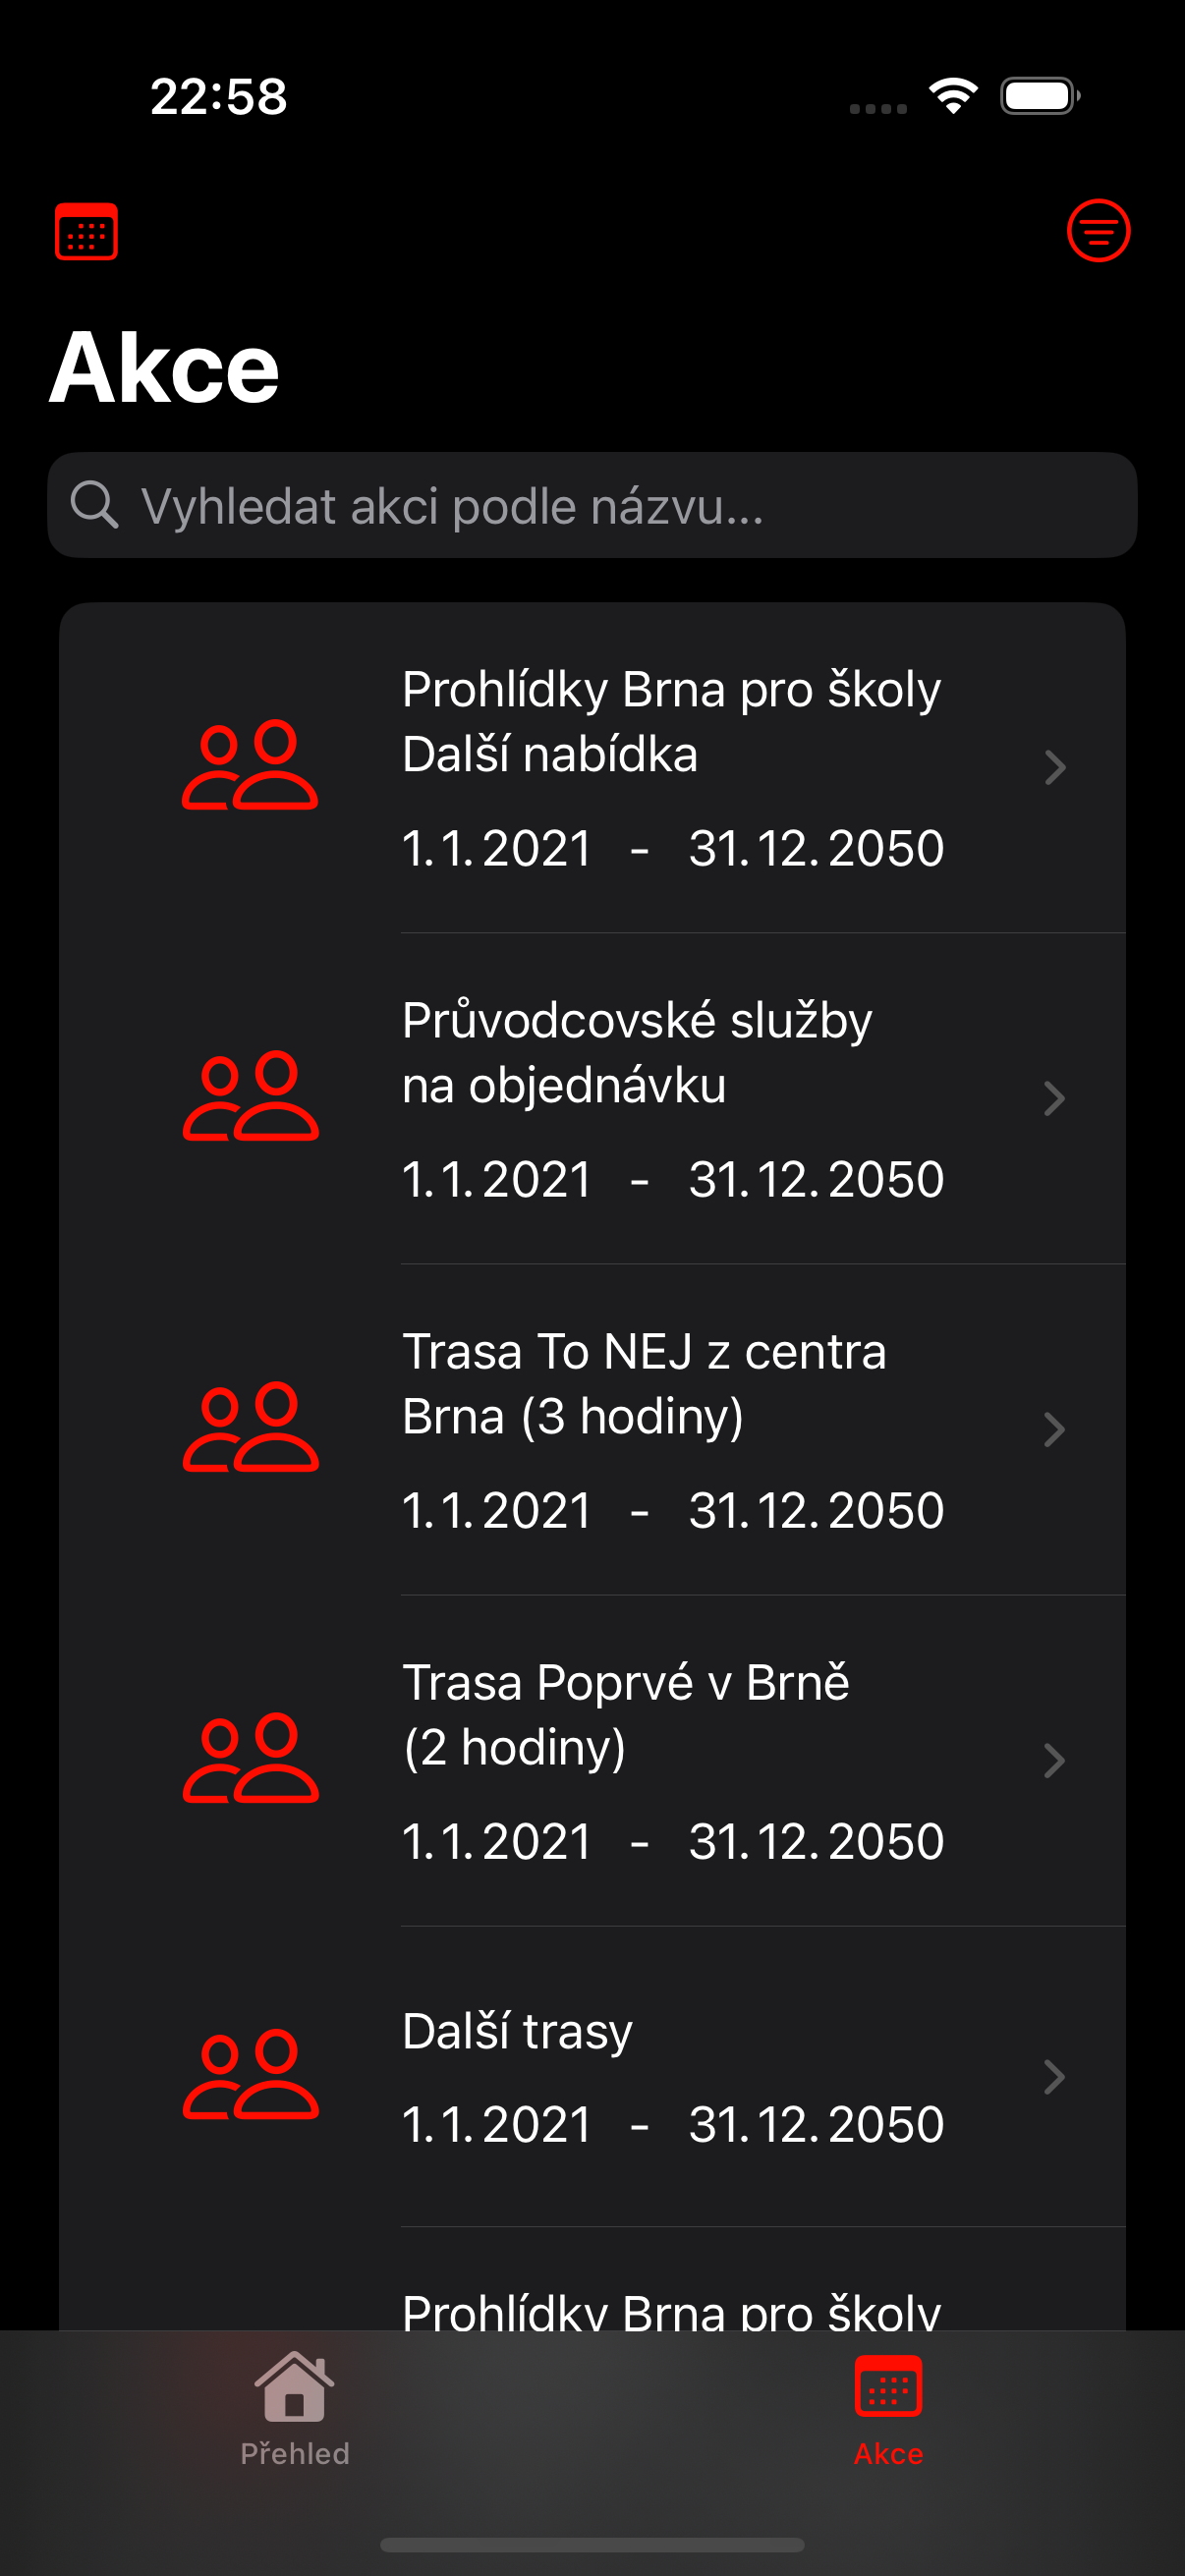 22:58
Akce
Vyhledat akci podle názvu...
Prohlídky Brna pro školy
Další nabídka
1. 1. 2021 - 31. 12. 2050
Průvodcovské služby
na objednávku
1. 1. 2021 - 31. 12. 2050
Trasa To NEJ z centra
Brna (3 hodiny)
1. 1. 2021 - 31. 12. 2050
Trasa Poprvé v Brně
(2 hodiny)
1. 1. 2021 - 31. 12. 2050
Další trasy
1. 1. 2021 - 31. 12. 2050
Prohlídky Brna pro školy
Přehled
Akce